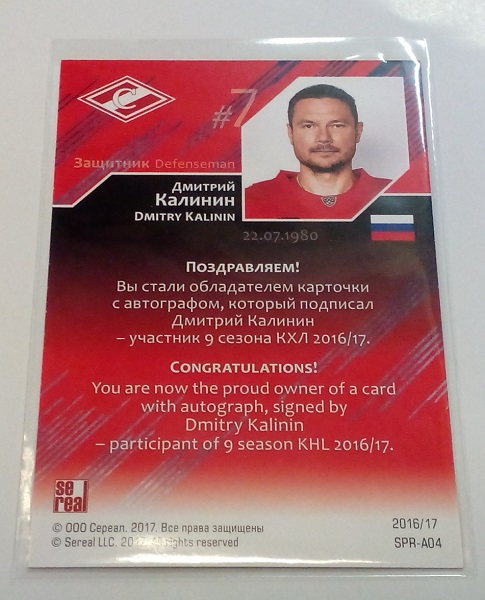 С
#7
Защитник Defenseman
Дмитрий
Калинин
Dmitry Kalinin
22.07.1980
Поздравляем!
Вы стали обладателем карточки
с автографом, который подписал
Дмитрий Калинин
– участник 9 сезона КХЛ 2016/17.
Congratulations!
You are now the proud owner of a card
with autograph, signed by
Dmitry Kalinin
– participant of 9 season KHL 2016/17.
se
real
© ООО Сереал. 2017. Все права защищены
© Sereal LLC. reserved
2016/17
SPR-A04